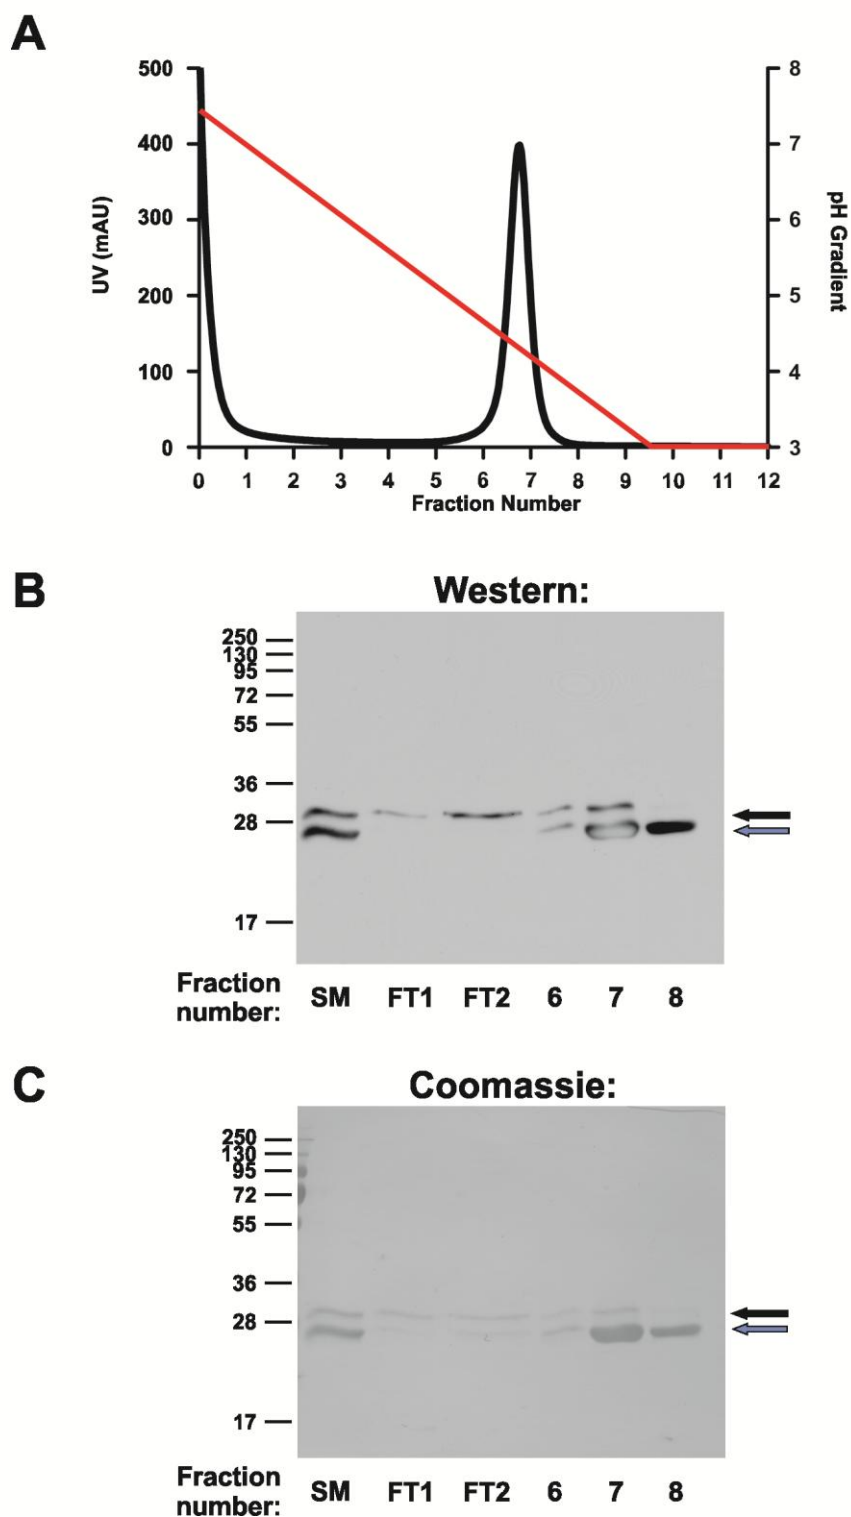 A
500
400
300
200
100
0
UV (mAU)
8
7
6
5
4
3
pH Gradient
0 1 2 3 4 5 6 7 8 9 10 11 12
Fraction Number
B
Western:
250
130
95
72
55
36
28
17
Fraction
number: SM FT1 FT2 6 7 8
C
Coomassie:
250
130
95
72
55
36
28
17
Fraction
number: SM FT1 FT2 6 7 8